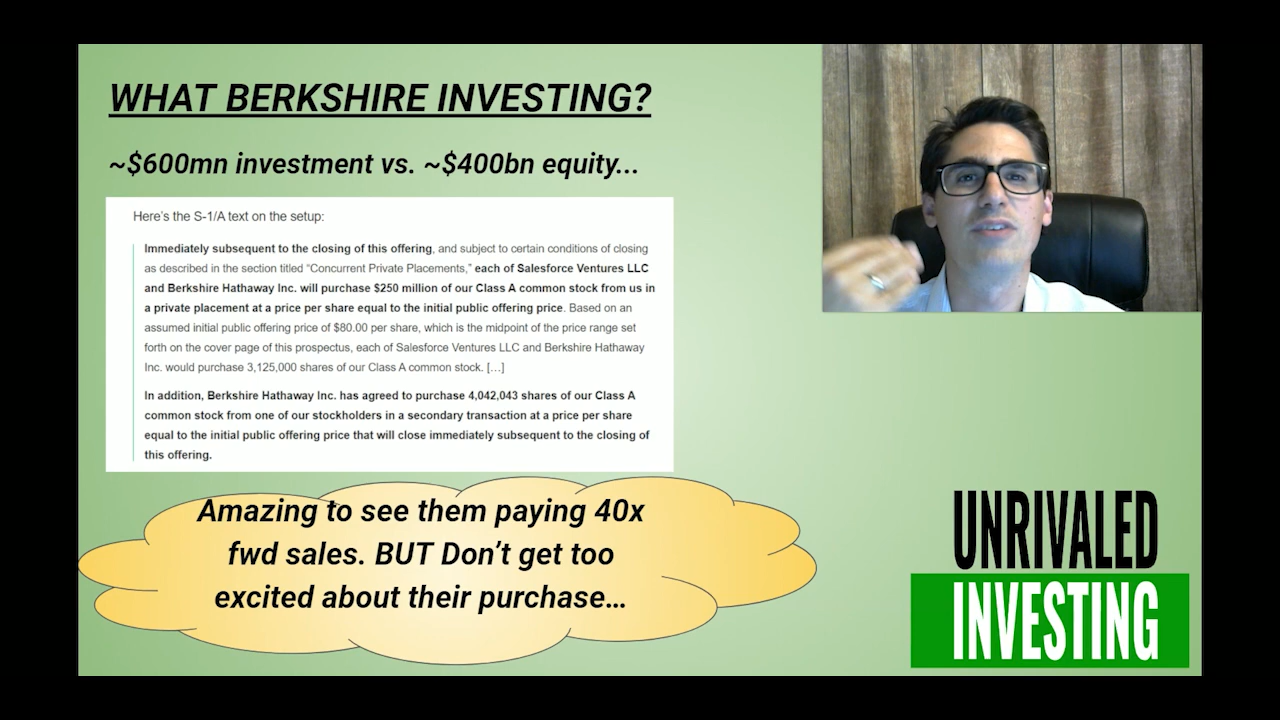 WHAT BERKSHIRE INVESTING?
~$600mn investment vs. ~$400bn equity...
Here's the S-1/A text on the setup:
Immediately subsequent to the closing of this offering, and subject to certain conditions of closing
as described in the section titled “Concurrent Private Placements,” each of Salesforce Ventures LLC
and Berkshire Hathaway Inc. will purchase $250 million of our Class A common stock from us in
a private placement at a price per share equal to the initial public offering price. Based on an
assumed initial public offering price of $80.00 per share, which is the midpoint of the price range set
forth on the cover page of this prospectus, each of Salesforce Ventures LLC and Berkshire Hathaway
Inc. would purchase 3,125,000 shares of our Class A common stock. […]
In addition, Berkshire Hathaway Inc. has agreed to purchase 4,042,043 shares of our Class A
common stock from one of our stockholders in a secondary transaction at a price per share
equal to the initial public offering price that will close immediately subsequent to the closing of
this offering.
Amazing to see them paying 40x
fwd sales. BUT Don't get too
excited about their purchase…
UNRIVALED
INVESTING